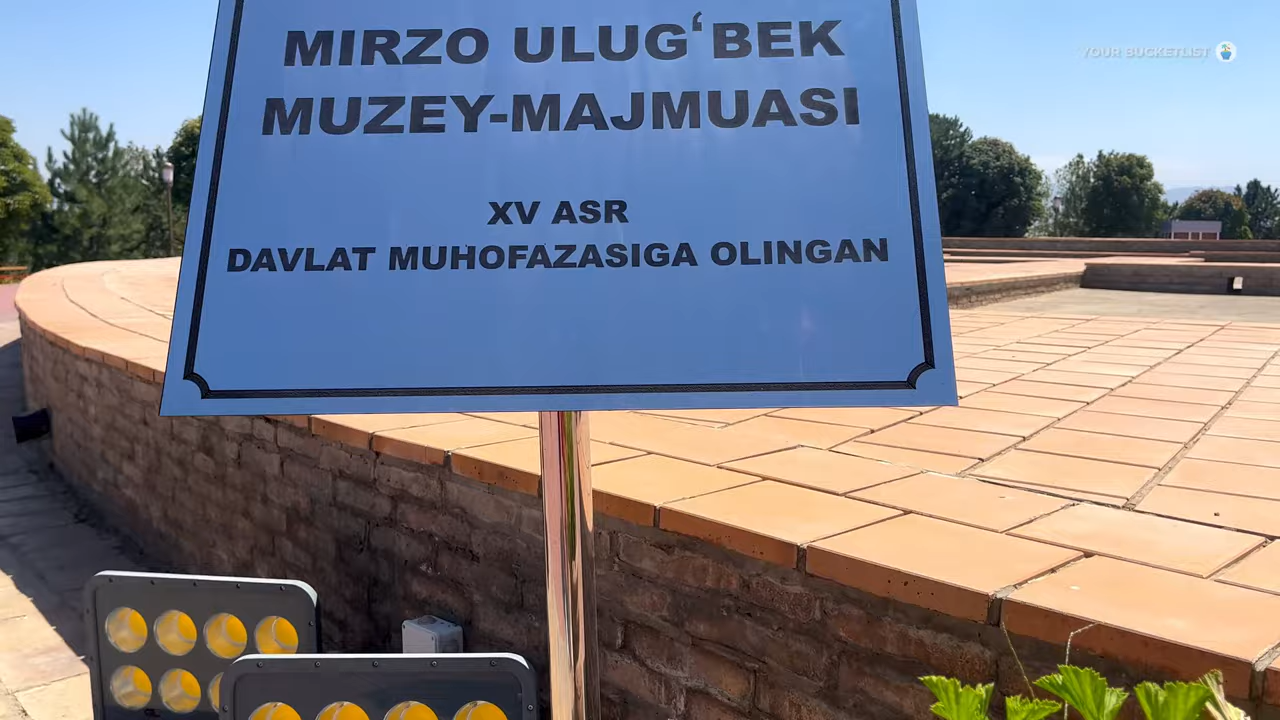 YOUR BUCKETLIST
MIRZO ULUGʻBEK
MUZEY-MAJMUASI
XV ASR
DAVLAT MUHOFAZASIGA OLINGAN